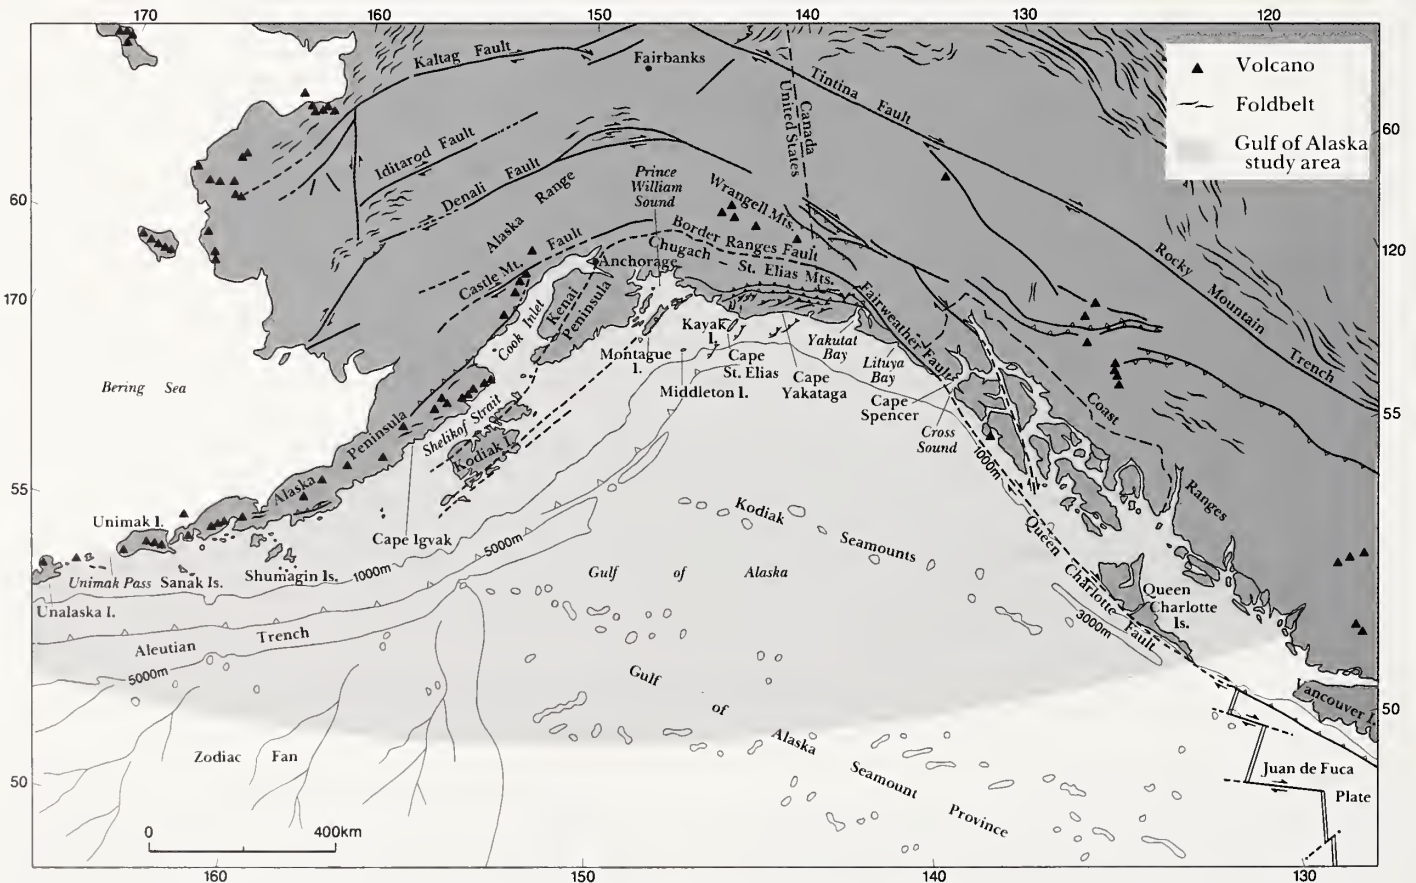 170
160
150
140
130
120
Volcano
Foldbelt
Gulf of Alaska
study area
Kaltag Fault
Fairbanks
Tintina Fault
Canada
United States
60
Iditarod Fault
Denali Fault
Prince
William
Sound
Wrangell Mts.
60
Alaska Range
Border Ranges Fault
Castle Mt. Fault
Chugach - St. Elias Mts.
Anchorage
Rocky
Mountain
Trench
120
170
Cook Inlet
Kenai
Peninsula
Fairweather Fault
Kayak
I.
Yakutat
Bay
Montague
I.
Cape
St. Elias
Lituya
Bay
Middleton I.
Cape
Yakataga
Cape
Spencer
Cross
Sound
Coast
Ranges
55
Bering Sea
Alaska Peninsula
Shelikof Strait
Kodiak I.
1000m
55
Unimak I.
Cape Igvak
5000m
Kodiak Seamounts
Queen
Charlotte
Fault
Unimak Pass
Sanak Is.
Shumagin Is.
1000m
Gulf of Alaska
Queen
Charlotte
Is.
Unalaska I.
3000m
Aleutian Trench
5000m
Vancouver I.
50
Gulf
of
Alaska
Seamount
Province
Zodiac Fan
Juan de Fuca
Plate
50
0
400km
160
150
140
130